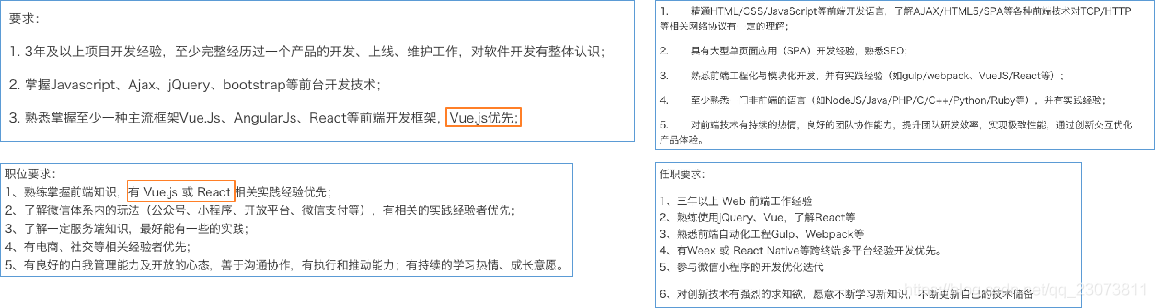 要求：
1. 3年及以上项目开发经验，至少完整经历过一个产品的开发、上线、维护工作，对软件开发有整体认识；
2. 掌握Javascript、Ajax、jQuery、bootstrap等前台开发技术；
3. 熟悉掌握至少一种主流框架Vue.Js、AngularJs、React等前端开发框架，Vue.js优先；
1. 精通HTML/CSS/JavaScript等前端开发语言，了解AJAX/HTML5/SPA等各种前端技术对TCP/HTTP
等相关网络协议有一定的理解；
2. 具有大型单页面应用（SPA）开发经验，熟悉SEO;
3. 熟悉前端工程化与模块化开发，并有实践经验（如gulp/webpack、VueJS/React等）；
4. 至少熟悉一门非前端的语言（如NodeJS/Java/PHP/C/C++/Python/Ruby等），并有实践经验；
5. 对前端技术有持续的热情，良好的团队协作能力，提升团队研发效率，实现极致性能，通过创新交互优化
产品体验。
职位要求：
1、熟练掌握前端知识，有 Vue.js 或 React 相关实践经验优先；
2、了解微信体系内的玩法（公众号、小程序、开放平台、微信支付等），有相关的实践经验者优先；
3、了解一定服务端知识，最好能有一些的实践；
4、有电商、社交等相关经验者优先；
5、有良好的自我管理能力及开放的心态，善于沟通协作，有执行和推动能力；有持续的学习热情、成长意愿。
任职要求：
1、三年以上 Web 前端工作经验
2、熟练使用jQuery、Vue，了解React等
3、熟悉前端自动化工程Gulp、Webpack等
4、有Weex 或 React Native等跨终端多平台经验开发优先。
5、参与微信小程序的开发优化迭代
6、对创新技术有强烈的求知欲，愿意不断学习新知识，不断更新自己的技术储备
https://blog.csdn.net/qq_23073811